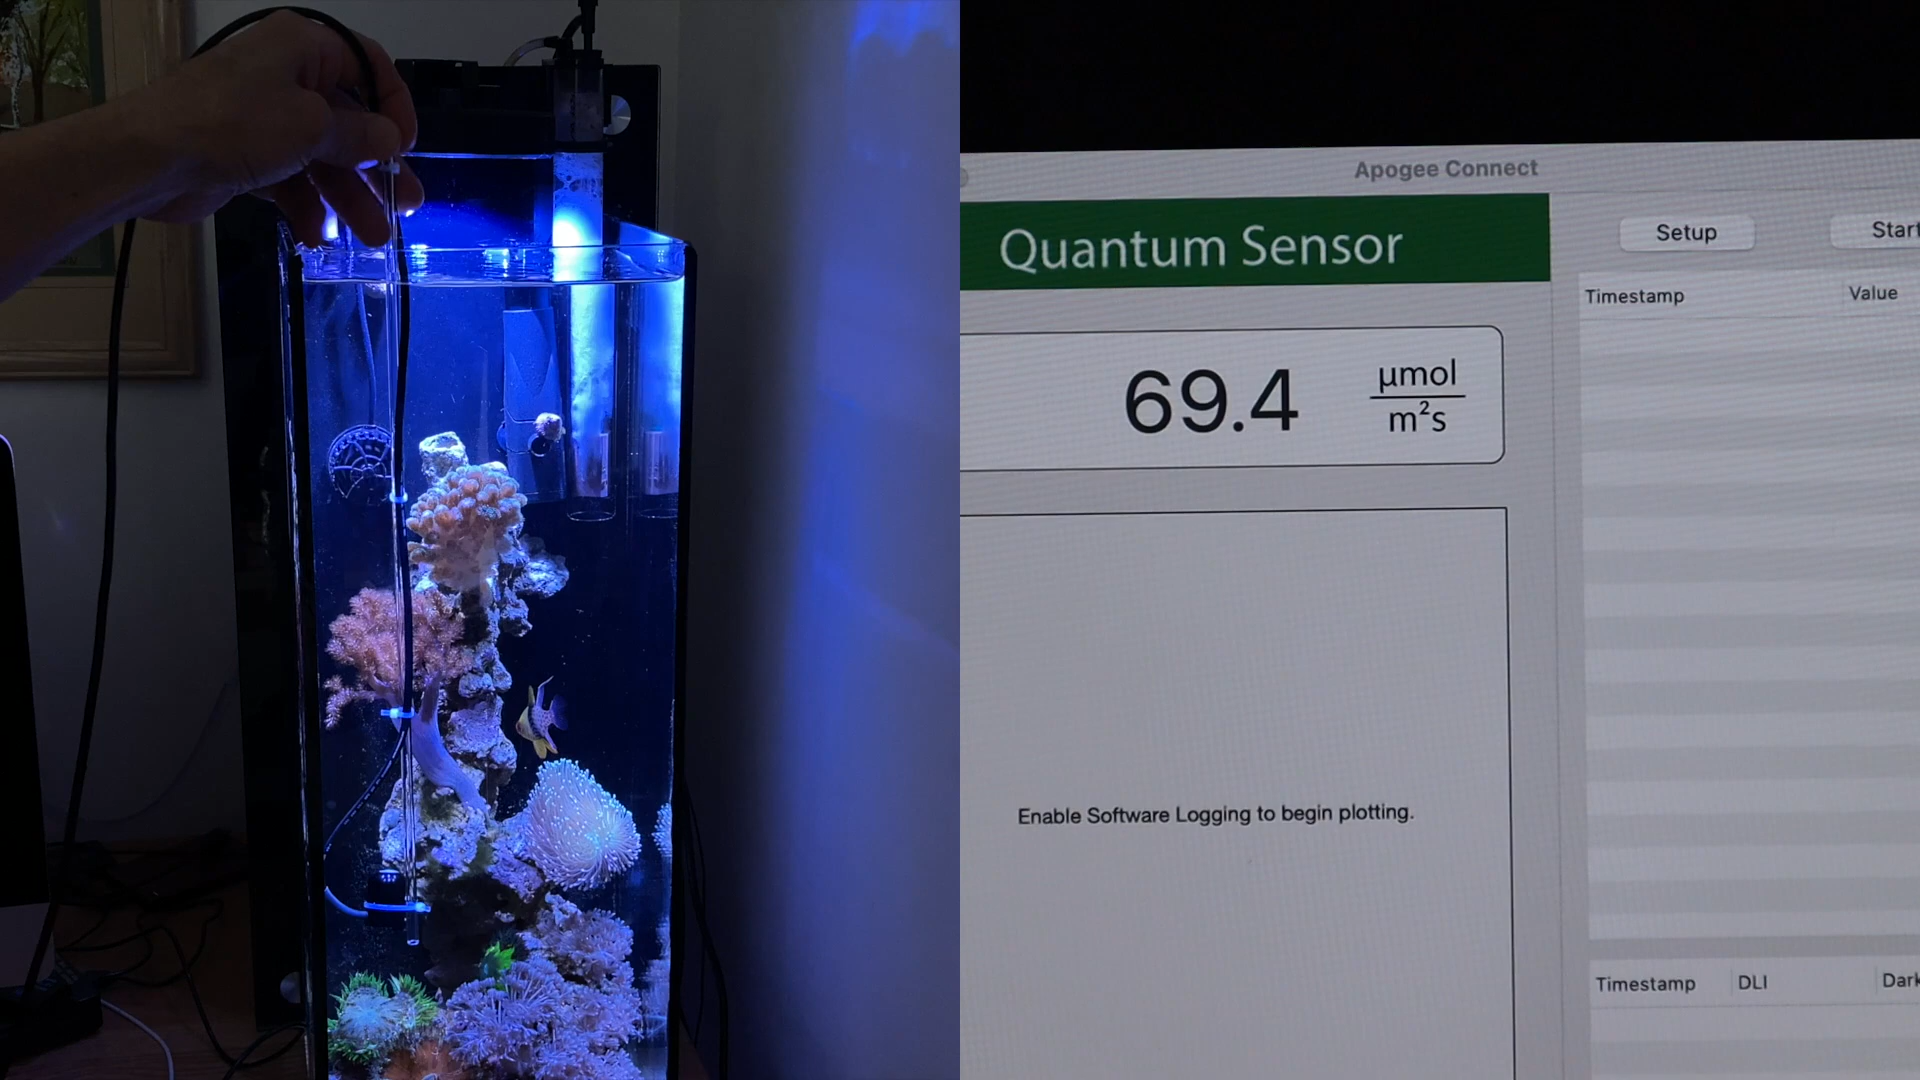 Apogee Connect
Quantum Sensor
Setup
Start
Timestamp Value
69.4 µmol/m²s
Enable Software Logging to begin plotting.
Timestamp DLI Dark